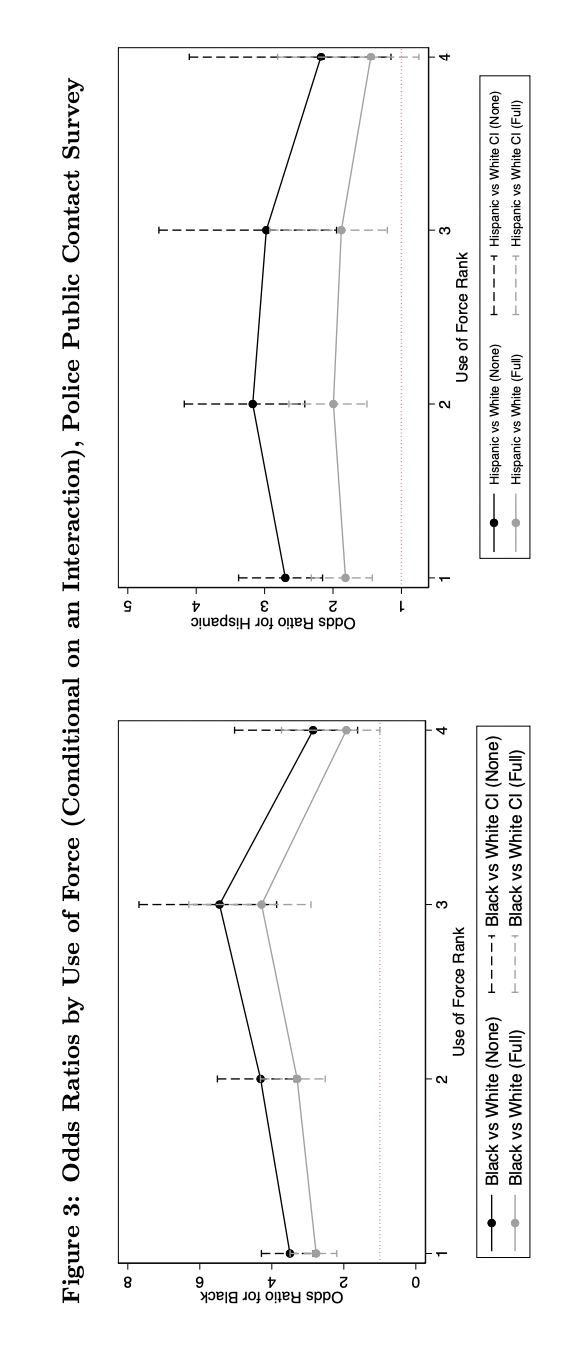 Figure 3: Odds Ratios by Use of Force (Conditional on an Interaction), Police Public Contact Survey
Odds Ratio for Black
8
6
4
2
0
1 2 3 4
Use of Force Rank
Black vs White (None) Black vs White CI (None)
Black vs White (Full) Black vs White CI (Full)
Odds Ratio for Hispanic
5
4
3
2
1
1 2 3 4
Use of Force Rank
Hispanic vs White (None) Hispanic vs White CI (None)
Hispanic vs White (Full) Hispanic vs White CI (Full)